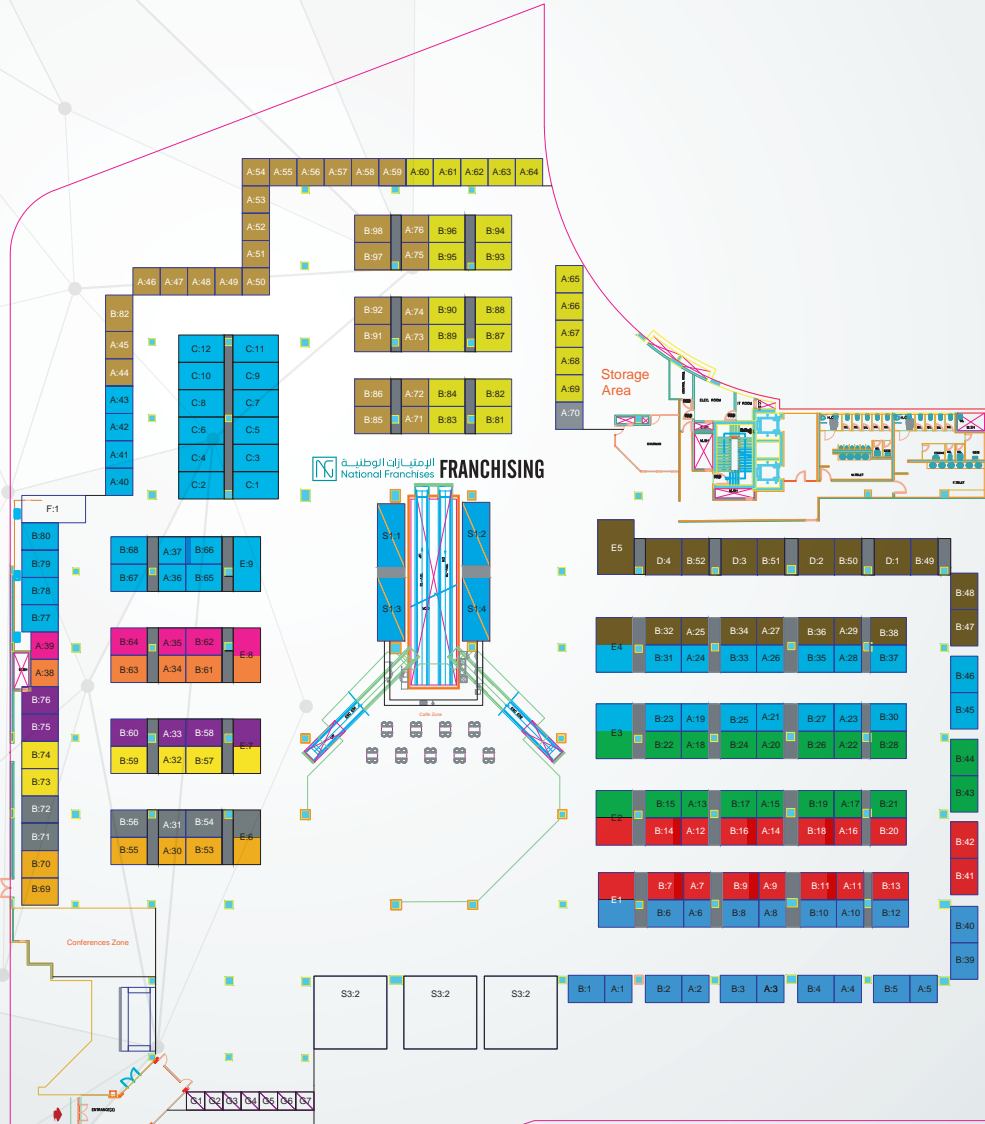 A:54 A:55 A:56 A:57 A:58 A:59 A:60 A:61 A:62 A:63 A:64
A:53
A:52
A:51
A:46 A:47 A:48 A:49 A:50
B:98 A:76 B:96 B:94
B:97 A:75 B:95 B:93
A:65
A:66
A:67
A:68
A:69
A:70
B:82
A:45
A:44
A:43
A:42
A:41
A:40
B:92 A:74 B:90 B:88
B:91 A:73 B:89 B:87
C:12 C:11
C:10 C:9
C:8 C:7
C:6 C:5
C:4 C:3
C:2 C:1
B:86 A:72 B:84 B:82
B:85 A:71 B:83 B:81
Storage
Area
الإمتيـازات الوطنيــة
National Franchises
FRANCHISING
F:1
B:80
B:79
B:78
B:77
A:39
A:38
B:76
B:75
B:74
B:73
B:72
B:71
B:70
B:69
B:68 A:37 B:66
B:67 A:36 B:65
E:9
B:64 A:35 B:62
B:63 A:34 B:61
E:8
B:60 A:33 B:58
B:59 A:32 B:57
E:7
B:56 A:31 B:54
B:55 A:30 B:53
E:6
S1:1 S1:2
S1:3 S1:4
Caffe Zone
E5 D:4 B:52 D:3 B:51 D:2 B:50 D:1 B:49
B:48
B:47
B:32 A:25 B:34 A:27 B:36 A:29 B:38
E4
B:31 A:24 B:33 A:26 B:35 A:28 B:37
B:46
B:45
B:23 A:19 B:25 A:21 B:27 A:23 B:30
E3
B:22 A:18 B:24 A:20 B:26 A:22 B:28
B:44
B:43
B:15 A:13 B:17 A:15 B:19 A:17 B:21
E2
B:14 A:12 B:16 A:14 B:18 A:16 B:20
B:42
B:41
B:7 A:7 B:9 A:9 B:11 A:11 B:13
E1
B:6 A:6 B:8 A:8 B:10 A:10 B:12
B:40
B:39
Conferences Zone
S3:2 S3:2 S3:2
B:1 A:1 B:2 A:2 B:3 A:3 B:4 A:4 B:5 A:5
G1 G2 G3 G4 G5 G6 G7
ENTRANCE(2)